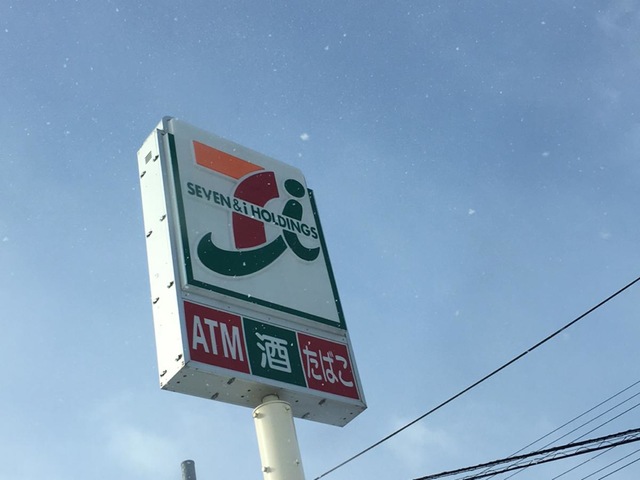 SEVEN&i HOLDINGS
ATM 酒 たばこ